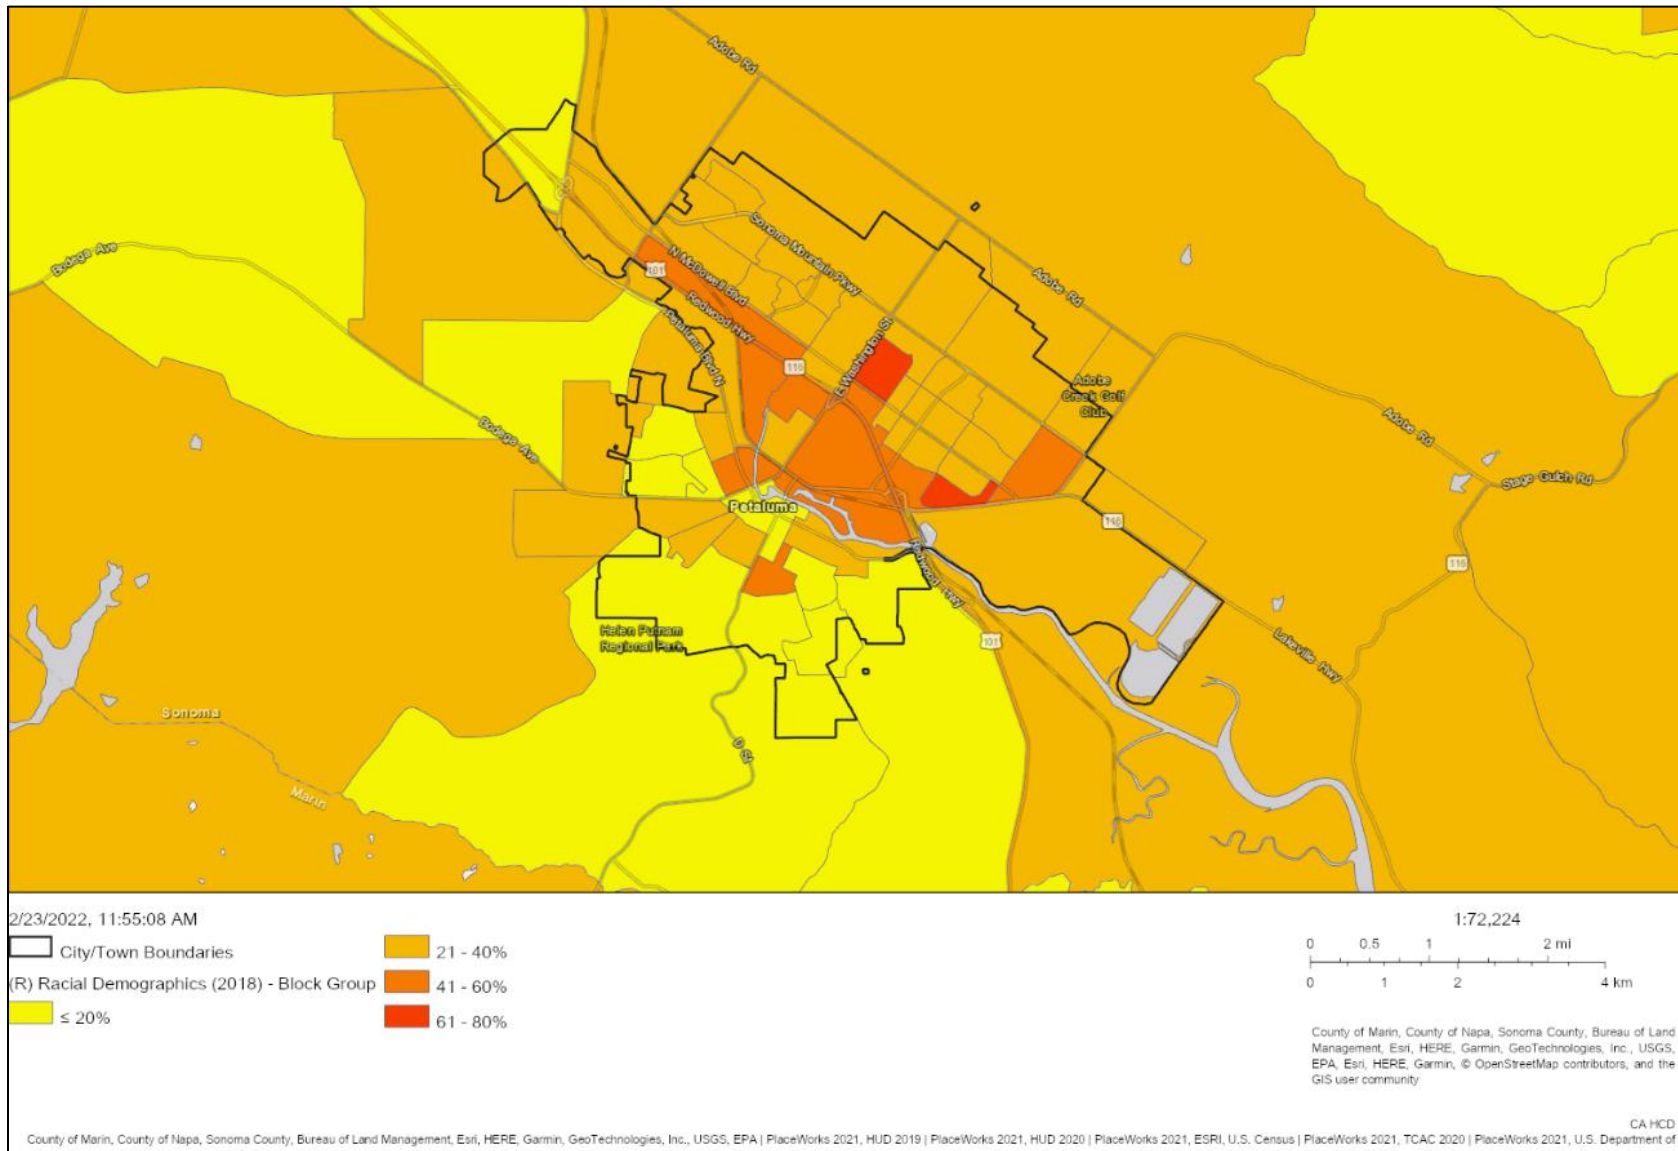 Adobe Rd
Bodega Ave
Sonoma Mountain Pkwy
N McDowell Blvd
101
Redwood Hwy
Adobe Rd
Petaluma Blvd N
116
E Washington St
Adobe
Creek Golf
Club
Bodega Ave
Adobe Rd
Stage Gulch Rd
Petaluma
116
Redwood Hwy
116
Helen Putnam
Regional Park
101
Lakeville Hwy
Sonoma
D St
Marin
2/23/2022, 11:55:08 AM
City/Town Boundaries
(R) Racial Demographics (2018) - Block Group
≤ 20%
21 - 40%
41 - 60%
61 - 80%
1:72,224
0 0.5 1 2 mi
0 1 2 4 km
County of Marin, County of Napa, Sonoma County, Bureau of Land
Management, Esri, HERE, Garmin, GeoTechnologies, Inc., USGS,
EPA, Esri, HERE, Garmin, © OpenStreetMap contributors, and the
GIS user community
CA HCD
County of Marin, County of Napa, Sonoma County, Bureau of Land Management, Esri, HERE, Garmin, GeoTechnologies, Inc., USGS, EPA | PlaceWorks 2021, HUD 2019 | PlaceWorks 2021, HUD 2020 | PlaceWorks 2021, ESRI, U.S. Census | PlaceWorks 2021, TCAC 2020 | PlaceWorks 2021, U.S. Department of